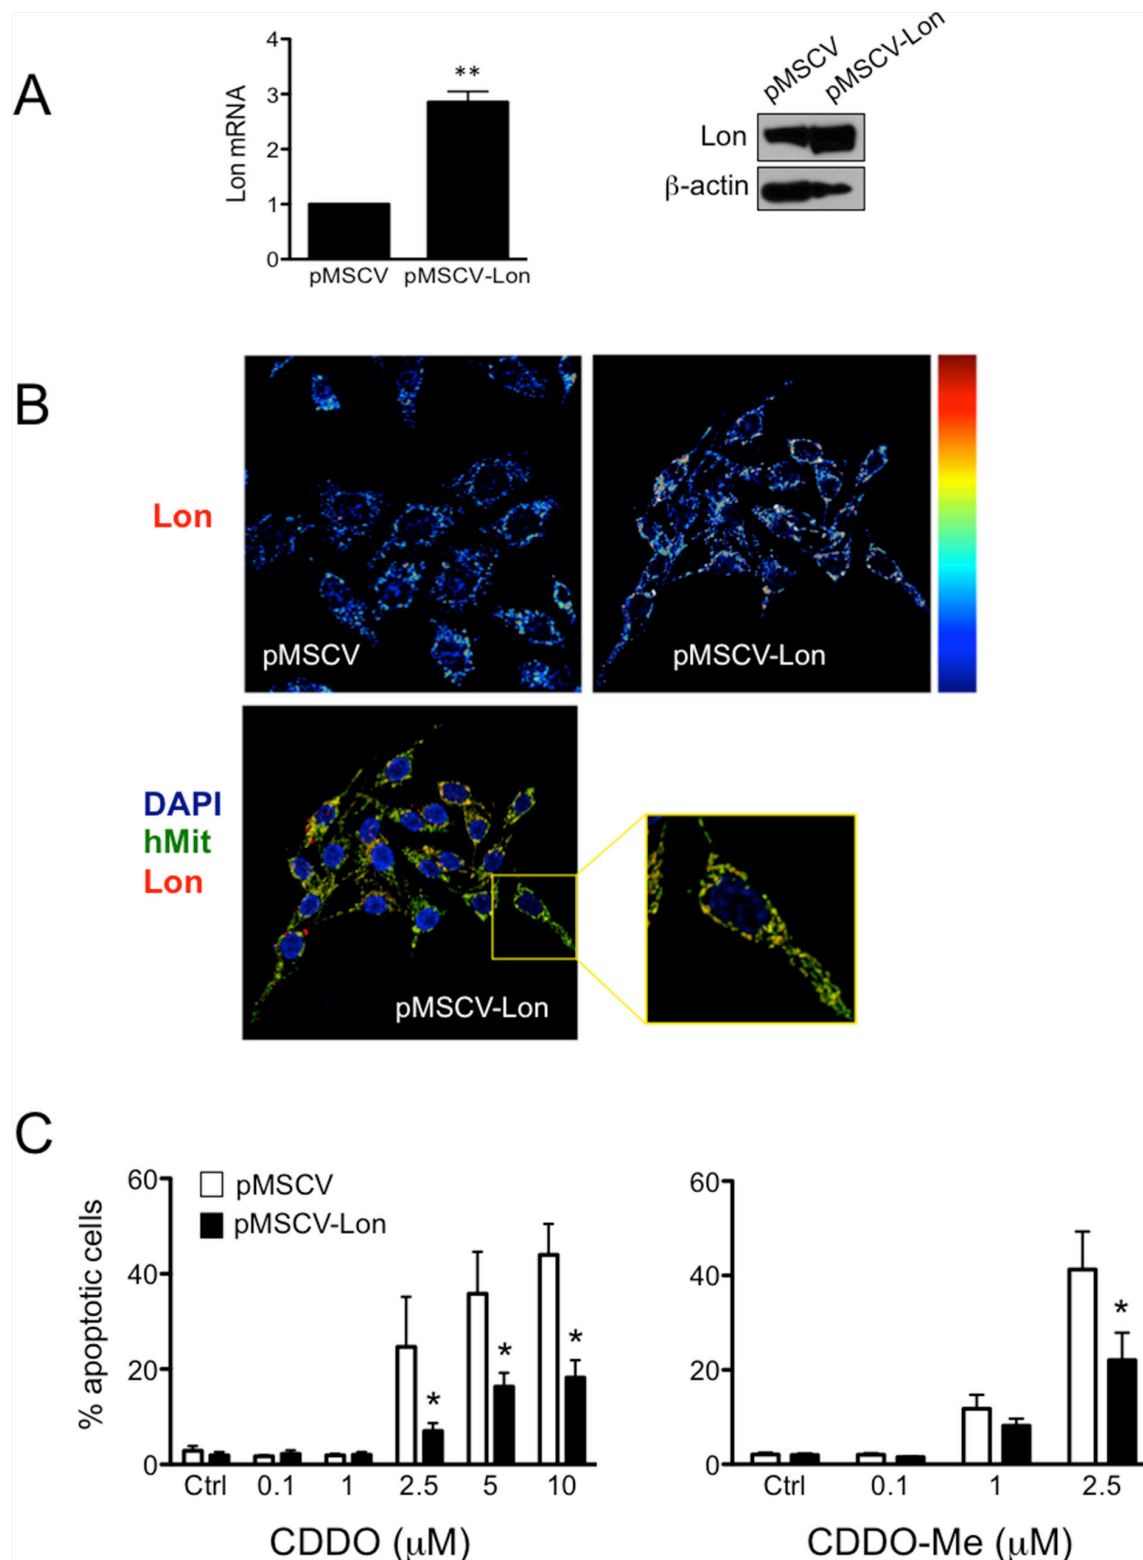 A
4
3
2
1
0
Lon mRNA
**
pMSCV
pMSCV-Lon
pMSCV
pMSCV-Lon
Lon
β-actin
B
Lon
pMSCV
pMSCV-Lon
DAPI
hMit
Lon
pMSCV-Lon
C
% apoptotic cells
60
40
20
0
pMSCV
pMSCV-Lon
*
*
*
Ctrl 0.1 1 2.5 5 10
CDDO (μM)
60
40
20
0
*
Ctrl 0.1 1 2.5
CDDO-Me (μM)